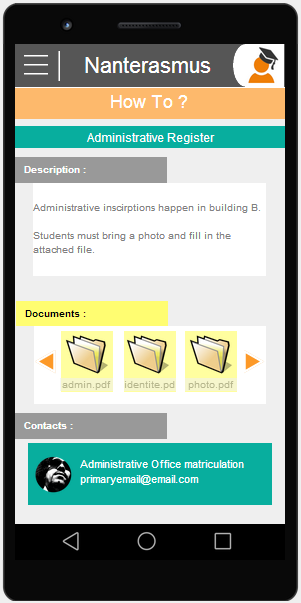 Nanterasmus
How To ?
Administrative Register
Description :
Administrative inscirptions happen in building B.
Students must bring a photo and fill in the
attached file.
Documents :
admin.pdf identite.pd photo.pdf
Contacts :
Administrative Office matriculation
primaryemail@email.com